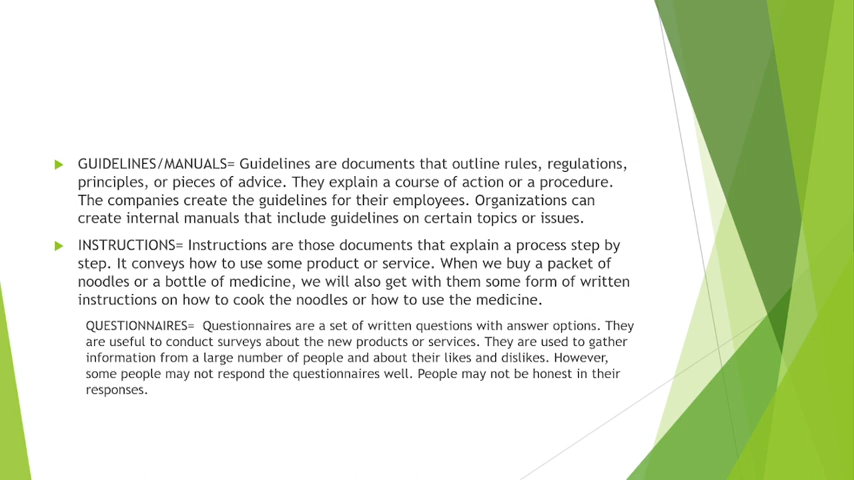 GUIDELINES/MANUALS= Guidelines are documents that outline rules, regulations,
principles, or pieces of advice. They explain a course of action or a procedure.
The companies create the guidelines for their employees. Organizations can
create internal manuals that include guidelines on certain topics or issues.
INSTRUCTIONS= Instructions are those documents that explain a process step by
step. It conveys how to use some product or service. When we buy a packet of
noodles or a bottle of medicine, we will also get with them some form of written
instructions on how to cook the noodles or how to use the medicine.
QUESTIONNAIRES= Questionnaires are a set of written questions with answer options. They
are useful to conduct surveys about the new products or services. They are used to gather
information from a large number of people and about their likes and dislikes. However,
some people may not respond the questionnaires well. People may not be honest in their
responses.